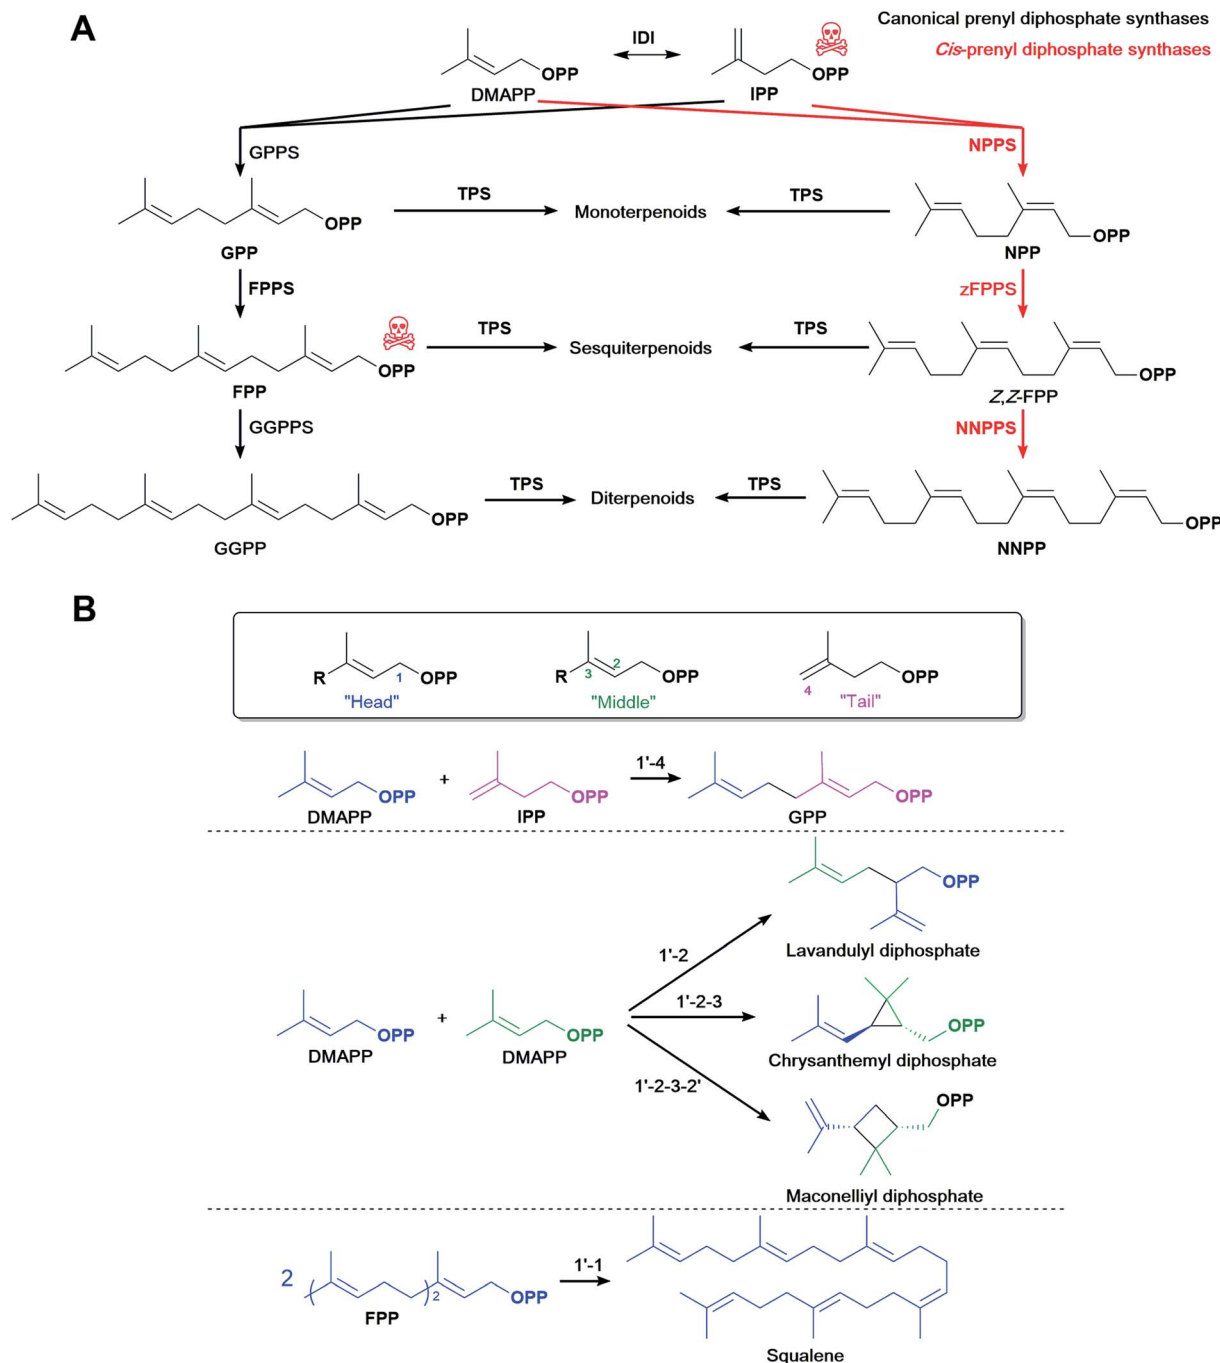 A
Canonical prenyl diphosphate synthases
Cis-prenyl diphosphate synthases
IDI
OPP
OPP
DMAPP
IPP
GPPS
NPPS
OPP
TPS
Monoterpenoids
TPS
OPP
GPP
NPP
FPPS
zFPPS
OPP
TPS
Sesquiterpenoids
TPS
OPP
FPP
Z,Z-FPP
GGPPS
NNPPS
OPP
TPS
Diterpenoids
TPS
OPP
GGPP
NNPP
B
R
1
OPP
"Head"
R
3
2
OPP
"Middle"
4
OPP
"Tail"
OPP
DMAPP
+
OPP
IPP
1'-4
OPP
GPP
OPP
Lavandulyl diphosphate
1'-2
OPP
DMAPP
+
OPP
DMAPP
1'-2-3
OPP
Chrysanthemyl diphosphate
1'-2-3-2'
OPP
Maconelliyl diphosphate
2
(
)
2
OPP
FPP
1'-1
Squalene